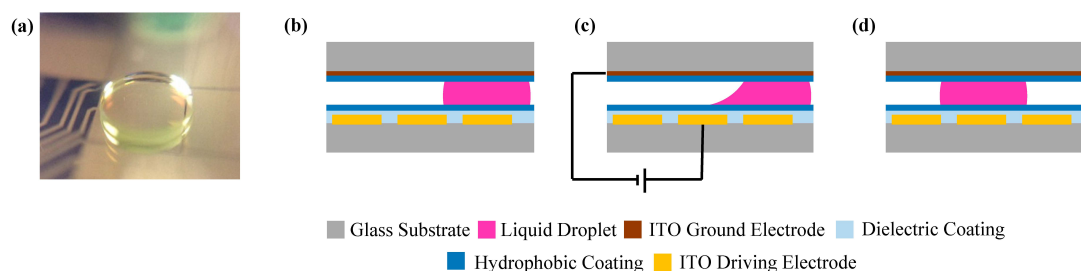 (a) (b) (c) (d)
Glass Substrate Liquid Droplet ITO Ground Electrode Dielectric Coating
Hydrophobic Coating ITO Driving Electrode